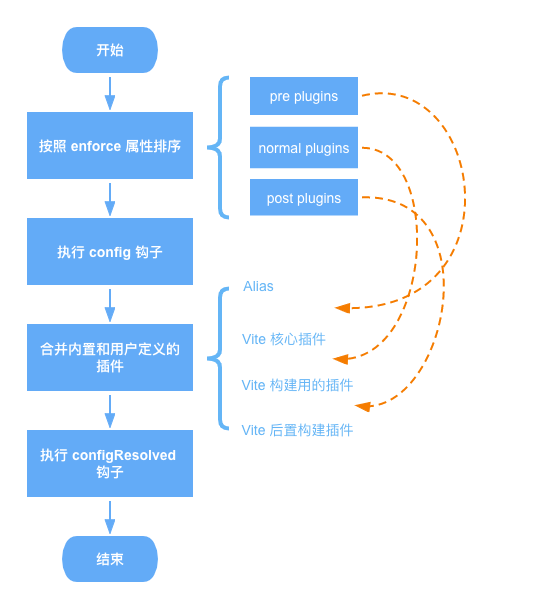 开始
按照 enforce 属性排序
pre plugins
normal plugins
post plugins
执行 config 钩子
合并内置和用户定义的
插件
Alias
Vite 核心插件
Vite 构建用的插件
Vite 后置构建插件
执行 configResolved
钩子
结束